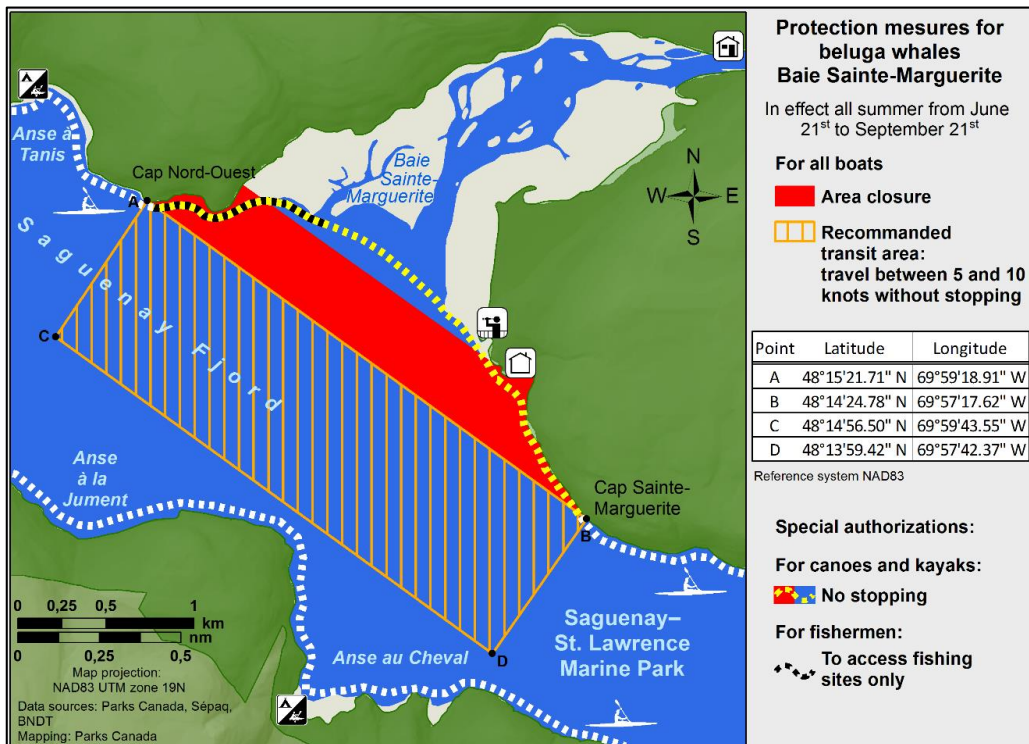 Protection mesures for
beluga whales
Baie Sainte-Marguerite
In effect all summer from June
21st to September 21st
For all boats
Area closure
Recommanded
transit area:
travel between 5 and 10
knots without stopping
Point Latitude Longitude
A 48°15'21.71" N 69°59'18.91" W
B 48°14'24.78" N 69°57'17.62" W
C 48°14'56.50" N 69°59'43.55" W
D 48°13'59.42" N 69°57'42.37" W
Reference system NAD83
Special authorizations:
For canoes and kayaks:
No stopping
For fishermen:
To access fishing
sites only
N
W E
S
Anse à
Tanis
Cap Nord-Ouest
Baie
Sainte-
Marguerite
A
Saguenay Fjord
C
Anse
à la
Jument
Cap Sainte-
Marguerite
B
Saguenay–
St. Lawrence
Marine Park
Anse au Cheval
D
0 0,25 0,5 1
km
nm
0 0,25 0,5
Map projection:
NAD83 UTM zone 19N
Data sources: Parks Canada, Sépaq,
BNDT
Mapping: Parks Canada